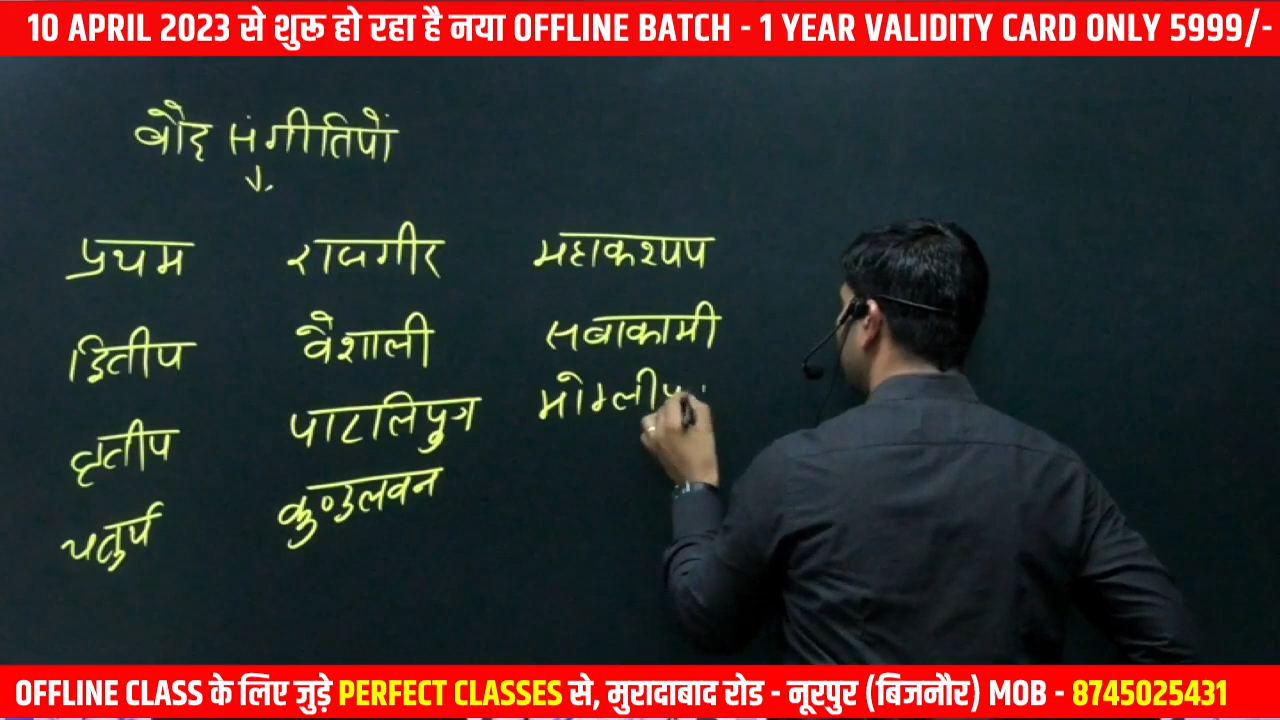 10 APRIL 2023 से शुरू हो रहा है नया OFFLINE BATCH - 1 YEAR VALIDITY CARD ONLY 5999/-
बौद्ध संगीतियों
प्रथम राजगीर महाकश्यप
द्वितीय वैशाली सबाकामी
तृतीय पाटलिपुत्र मोग्लीपु
चतुर्थ कुण्डलवन
OFFLINE CLASS के लिए जुड़े PERFECT CLASSES से, मुरादाबाद रोड - नूरपुर (बिजनौर) MOB - 8745025431